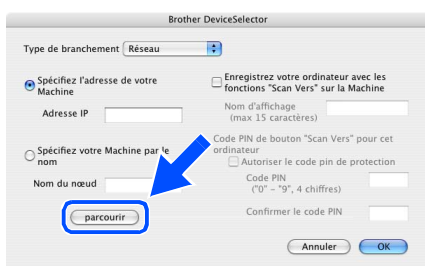 Brother DeviceSelector
Type de branchement Réseau
Spécifiez l'adresse de votre
Machine
Adresse IP
Spécifiez votre Machine par le
nom
Nom du nœud
parcourir
Enregistrez votre ordinateur avec les
fonctions "Scan Vers" sur la Machine
Nom d'affichage
(max 15 caractères)
Code PIN de bouton "Scan Vers" pour cet
ordinateur
Autoriser le code pin de protection
Code PIN
("0" – "9", 4 chiffres)
Confirmer le code PIN
Annuler OK